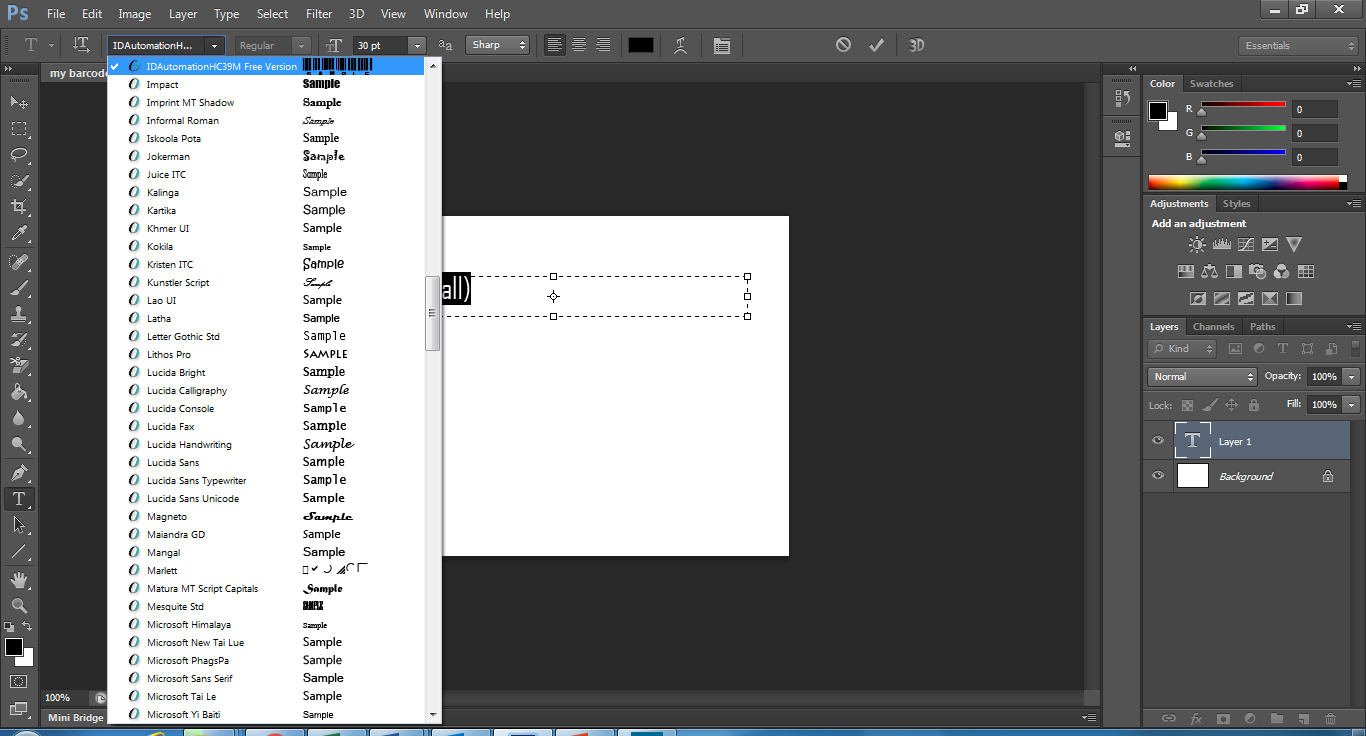 Ps File Edit Image Layer Type Select Filter 3D View Window Help
T IDAutomationH... Regular 30 pt aa Sharp 3D Essentials
my barcod
IDAutomationHC39M Free Version
Impact Sample
Imprint MT Shadow Sample
Informal Roman Sample
Iskoola Pota Sample
Jokerman Sample
Juice ITC Sample
Kalinga Sample
Kartika Sample
Khmer UI Sample
Kokila Sample
Kristen ITC Sample
Kunstler Script Sample
Lao UI Sample
Latha Sample
Letter Gothic Std Sample
Lithos Pro SAMPLE
Lucida Bright Sample
Lucida Calligraphy Sample
Lucida Console Sample
Lucida Fax Sample
Lucida Handwriting Sample
Lucida Sans Sample
Lucida Sans Typewriter Sample
Lucida Sans Unicode Sample
Magneto Sample
Maiandra GD Sample
Mangal Sample
Marlett
Matura MT Script Capitals Sample
Mesquite Std SAMPLE
Microsoft Himalaya Sample
Microsoft New Tai Lue Sample
Microsoft PhagsPa Sample
Microsoft Sans Serif Sample
Microsoft Tai Le Sample
Microsoft Yi Baiti Sample
all)
100%
Mini Bridge
Color Swatches
R 0
G 0
B 0
Adjustments Styles
Add an adjustment
Layers Channels Paths
Kind
Normal Opacity: 100%
Lock: Fill: 100%
T Layer 1
Background
fx